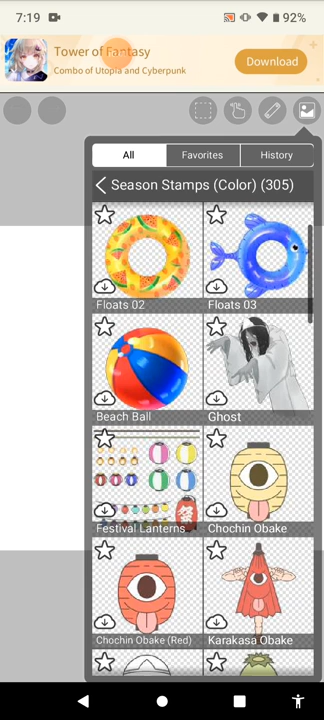 7:19
92%
Tower of Fantasy
Combo of Utopia and Cyberpunk
Download
All
Favorites
History
Season Stamps (Color) (305)
Floats 02
Floats 03
Beach Ball
Ghost
Festival Lanterns
Chochin Obake
Chochin Obake (Red)
Karakasa Obake